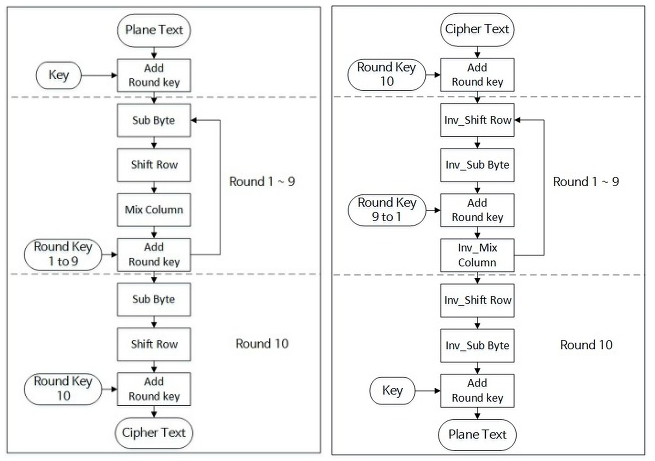 Plane Text
Key
Add
Round key
Sub Byte
Shift Row
Mix Column
Round 1 ~ 9
Round Key
1 to 9
Add
Round key
Sub Byte
Shift Row
Round 10
Round Key
10
Add
Round key
Cipher Text
Cipher Text
Round Key
10
Add
Round key
Inv_Shift Row
Inv_Sub Byte
Round 1 ~ 9
Round Key
9 to 1
Add
Round key
Inv_Mix
Column
Inv_Shift Row
Inv_Sub Byte
Round 10
Key
Add
Round key
Plane Text